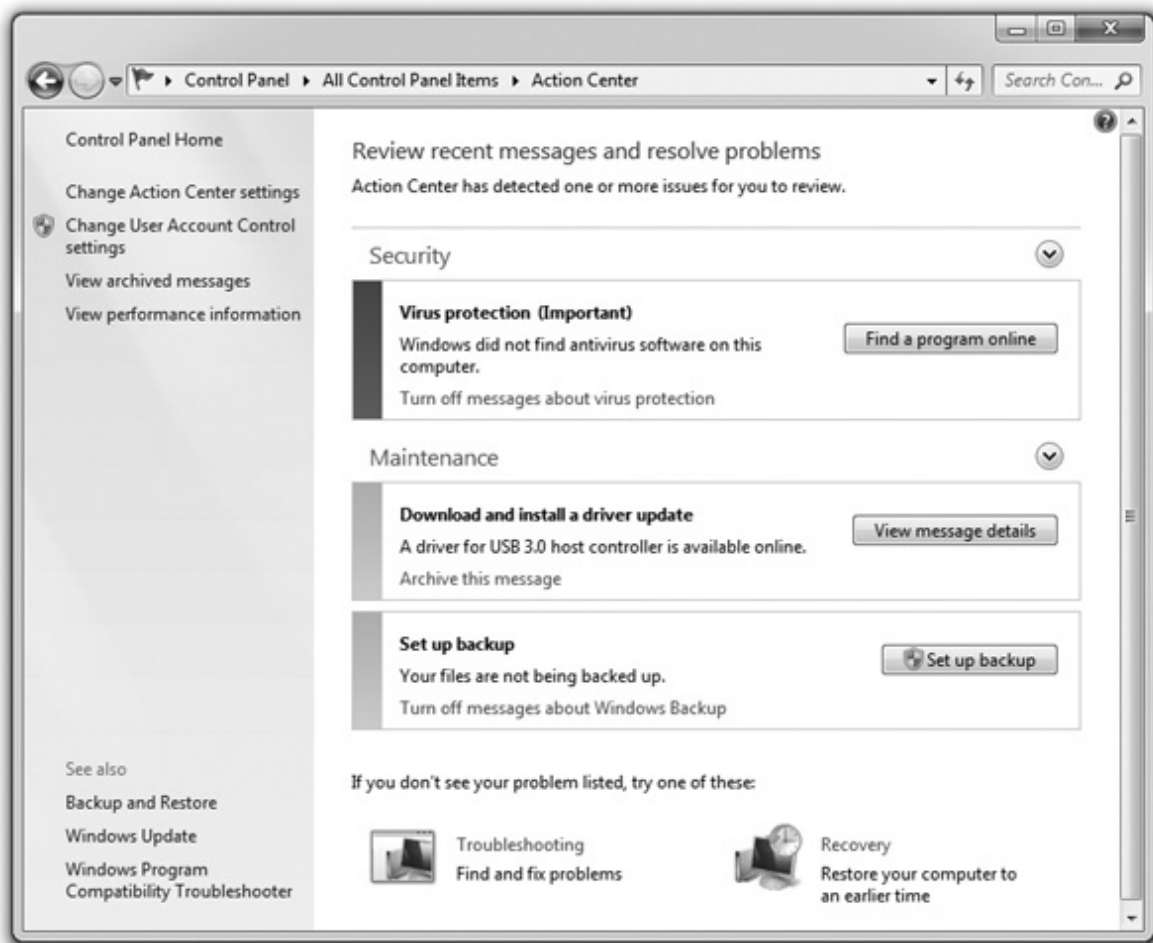 Control Panel ▸ All Control Panel Items ▸ Action Center
Search Con...
Control Panel Home
Change Action Center settings
Change User Account Control
settings
View archived messages
View performance information
See also
Backup and Restore
Windows Update
Windows Program
Compatibility Troubleshooter
Review recent messages and resolve problems
Action Center has detected one or more issues for you to review.
Security
Virus protection (Important)
Windows did not find antivirus software on this
computer.
Turn off messages about virus protection
Find a program online
Maintenance
Download and install a driver update
A driver for USB 3.0 host controller is available online.
Archive this message
View message details
Set up backup
Your files are not being backed up.
Turn off messages about Windows Backup
Set up backup
If you don't see your problem listed, try one of these:
Troubleshooting
Find and fix problems
Recovery
Restore your computer to
an earlier time